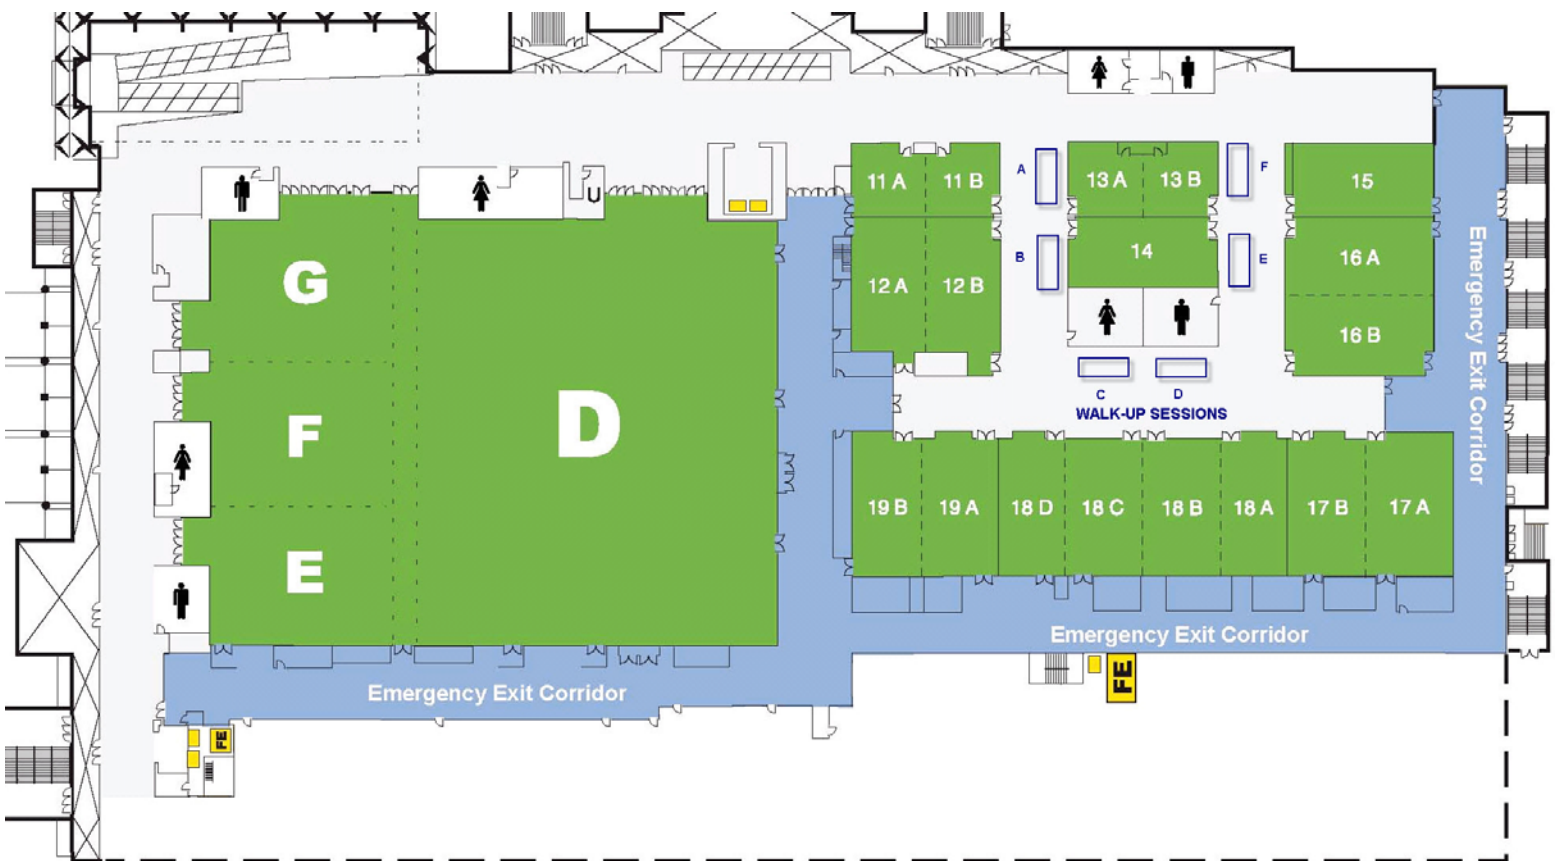 11 A
11 B
A
13 A
13 B
F
15
U
G
12 A
12 B
B
14
E
16 A
16 B
Emergency Exit Corridor
F
D
C
D
WALK-UP SESSIONS
19 B
19 A
18 D
18 C
18 B
18 A
17 B
17 A
E
Emergency Exit Corridor
Emergency Exit Corridor
FE
FE